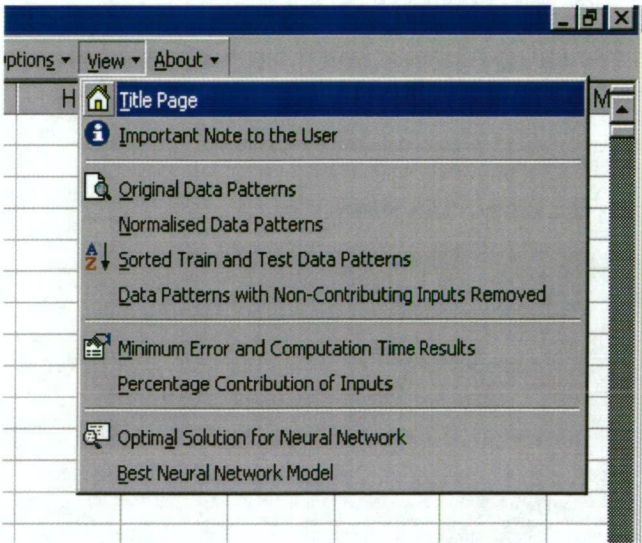 ptions View About
H M
Title Page
Important Note to the User
Original Data Patterns
Normalised Data Patterns
Sorted Train and Test Data Patterns
Data Patterns with Non-Contributing Inputs Removed
Minimum Error and Computation Time Results
Percentage Contribution of Inputs
Optimal Solution for Neural Network
Best Neural Network Model